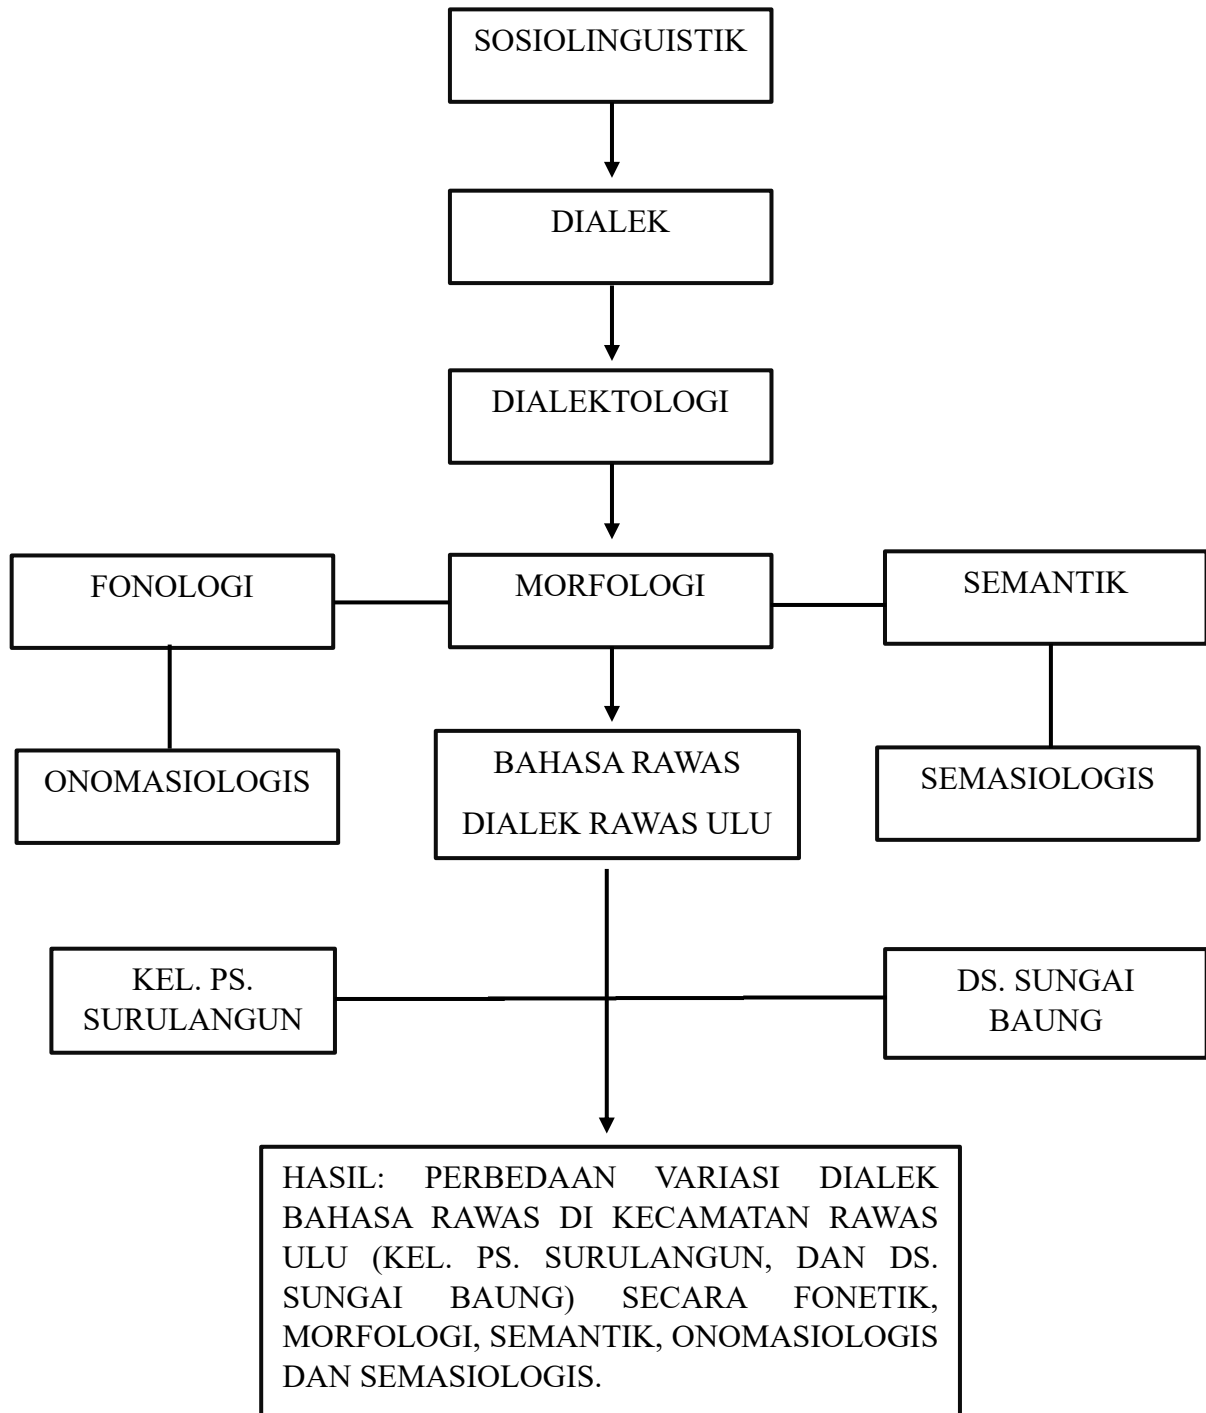 SOSIOLINGUISTIK
DIALEK
DIALEKTOLOGI
FONOLOGI
MORFOLOGI
SEMANTIK
ONOMASIOLOGIS
BAHASA RAWAS
DIALEK RAWAS ULU
SEMASIOLOGIS
KEL. PS.
SURULANGUN
DS. SUNGAI
BAUNG
HASIL: PERBEDAAN VARIASI DIALEK
BAHASA RAWAS DI KECAMATAN RAWAS
ULU (KEL. PS. SURULANGUN, DAN DS.
SUNGAI BAUNG) SECARA FONETIK,
MORFOLOGI, SEMANTIK, ONOMASIOLOGIS
DAN SEMASIOLOGIS.